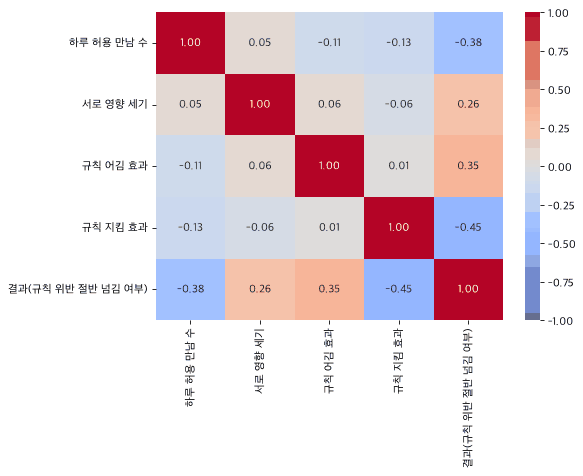 하루 허용 만남 수 1.00 0.05 -0.11 -0.13 -0.38
서로 영향 세기 0.05 1.00 0.06 -0.06 0.26
규칙 어김 효과 -0.11 0.06 1.00 0.01 0.35
규칙 지킴 효과 -0.13 -0.06 0.01 1.00 -0.45
결과(규칙 위반 절반 넘김 여부) -0.38 0.26 0.35 -0.45 1.00
하루 허용 만남 수
서로 영향 세기
규칙 어김 효과
규칙 지킴 효과
결과(규칙 위반 절반 넘김 여부)
1.00
0.75
0.50
0.25
0.00
-0.25
-0.50
-0.75
-1.00